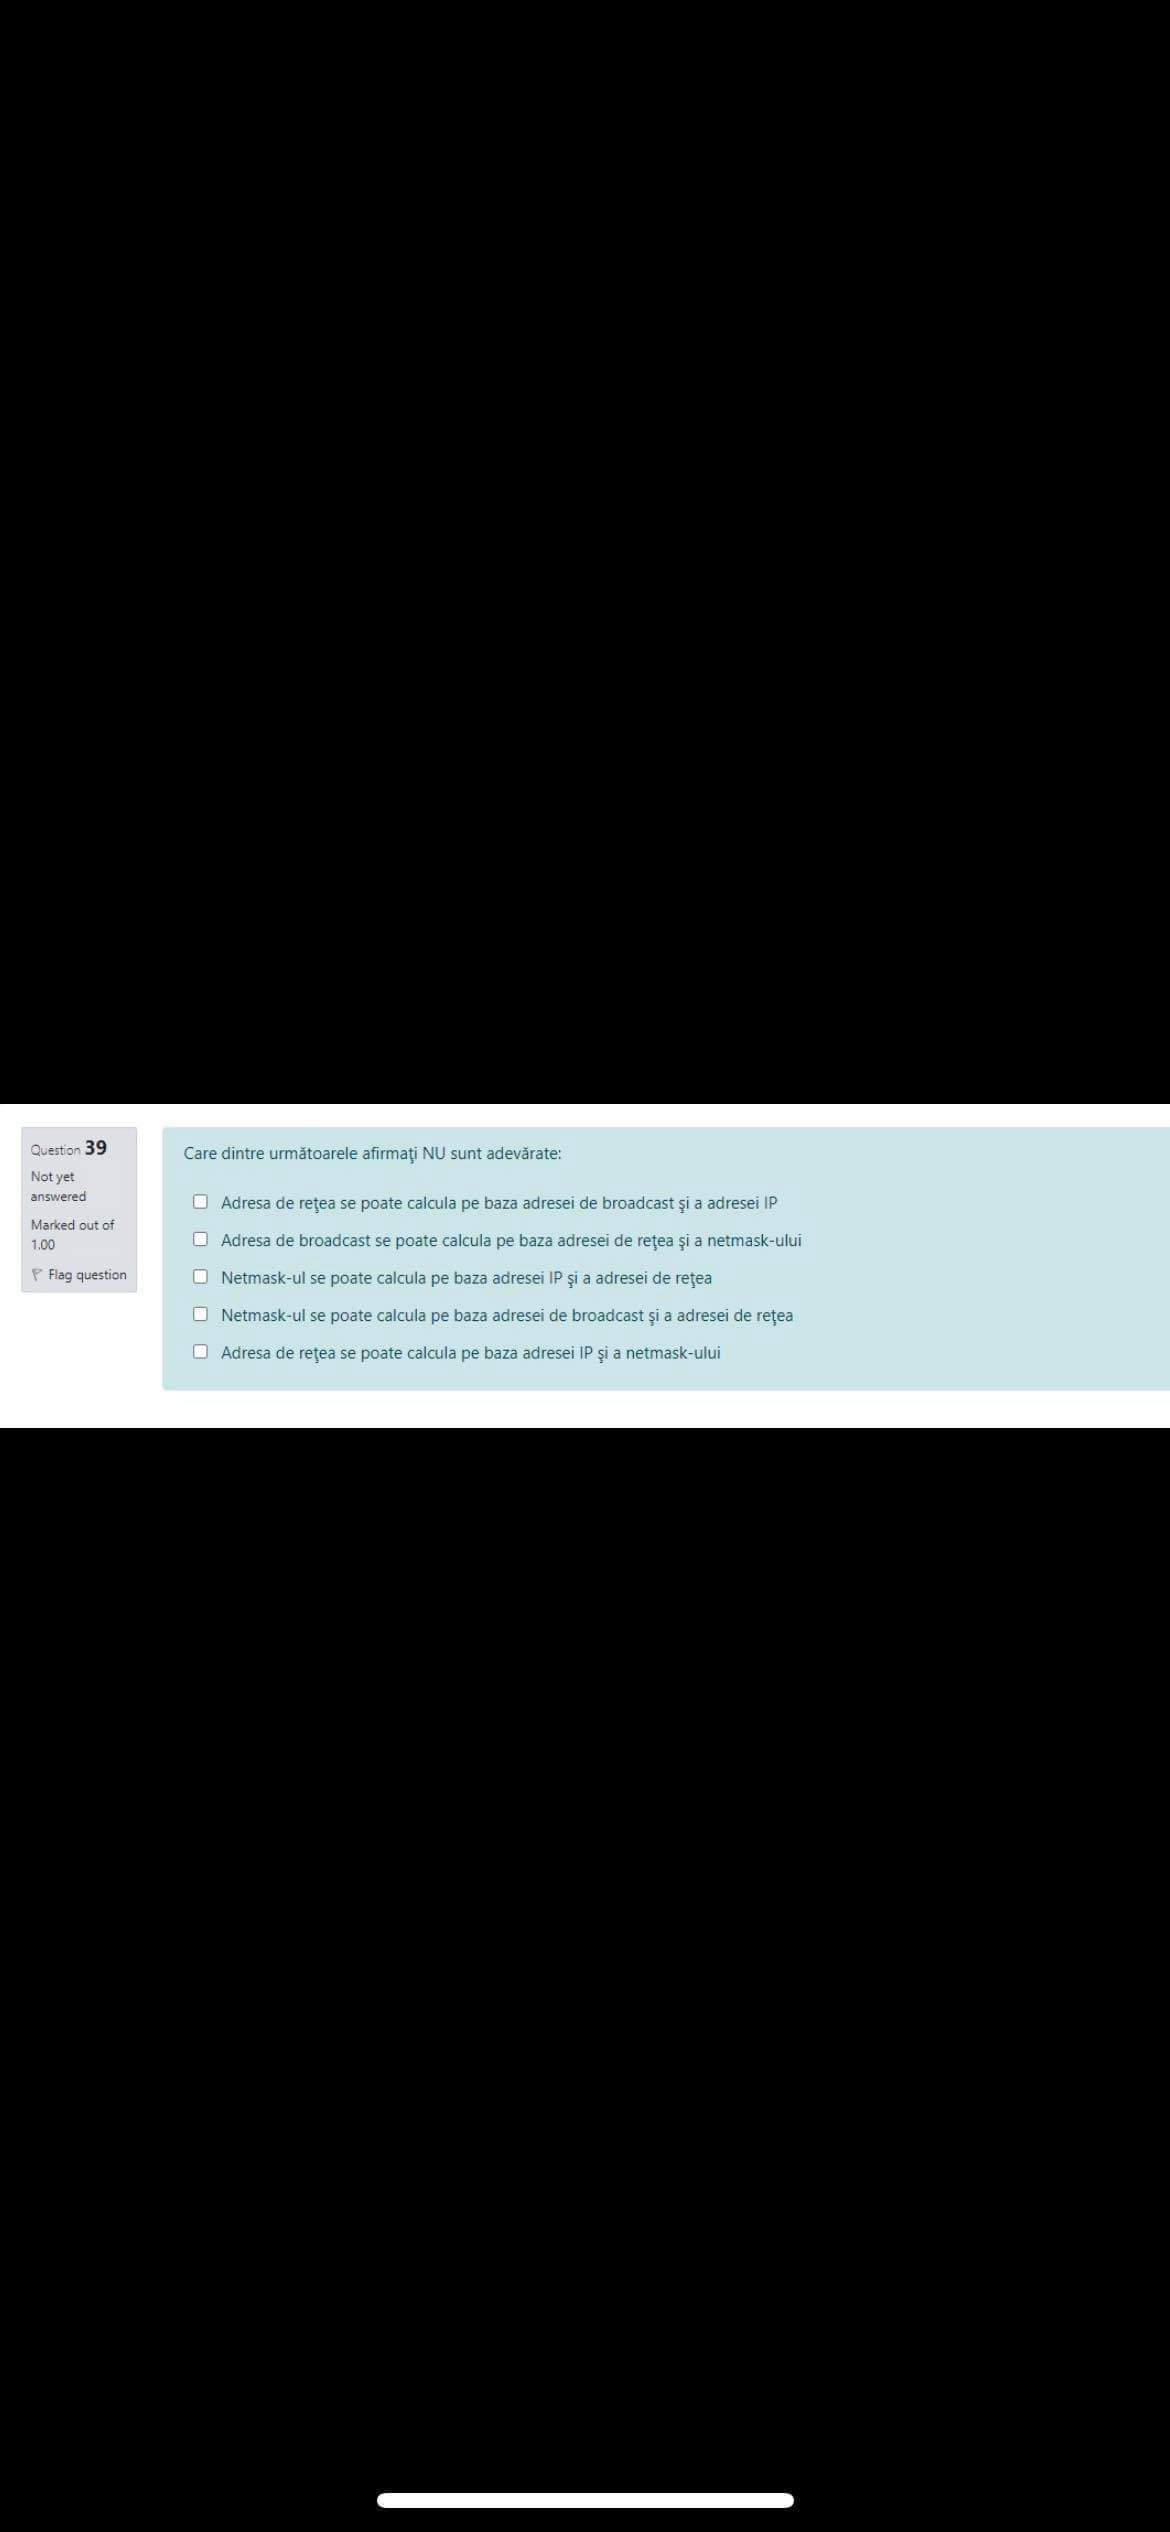 Question 39
Not yet
answered
Marked out of
1.00
Flag question
Care dintre următoarele afirmaţi NU sunt adevărate:
Adresa de reţea se poate calcula pe baza adresei de broadcast şi a adresei IP
Adresa de broadcast se poate calcula pe baza adresei de reţea şi a netmask-ului
Netmask-ul se poate calcula pe baza adresei IP şi a adresei de reţea
Netmask-ul se poate calcula pe baza adresei de broadcast şi a adresei de reţea
Adresa de reţea se poate calcula pe baza adresei IP şi a netmask-ului